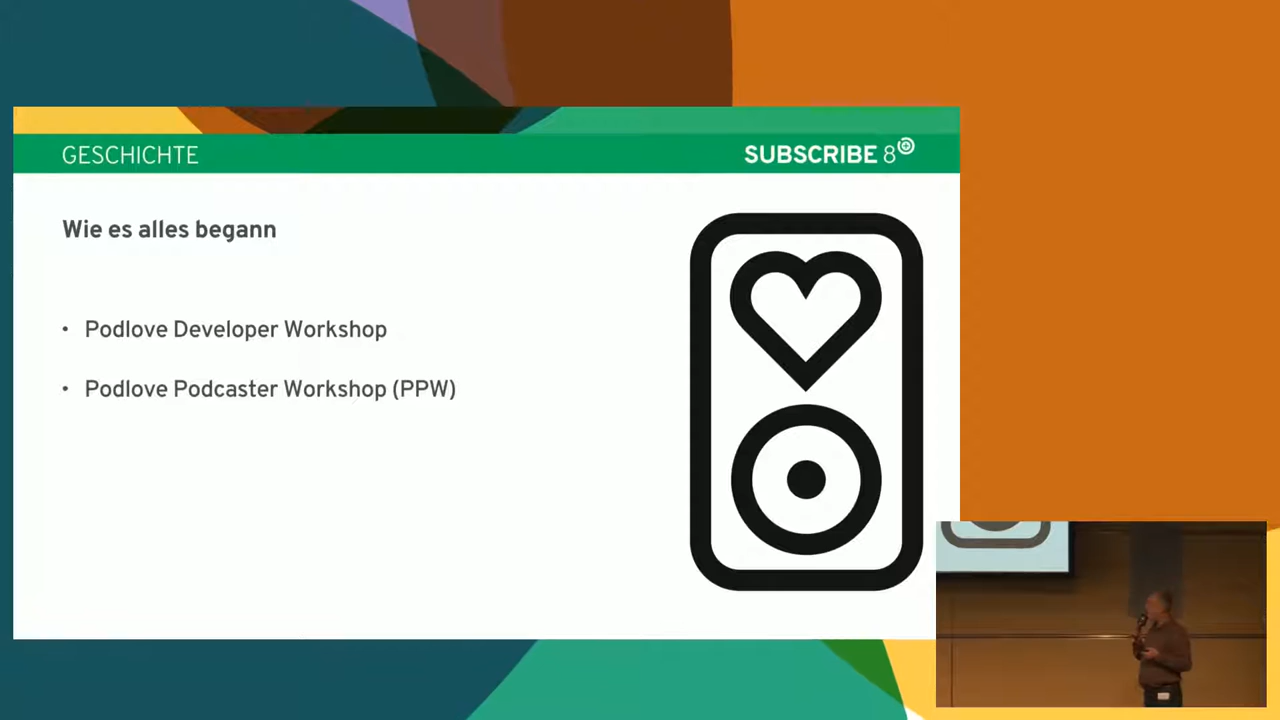 GESCHICHTE
SUBSCRIBE 8
Wie es alles begann
• Podlove Developer Workshop
• Podlove Podcaster Workshop (PPW)